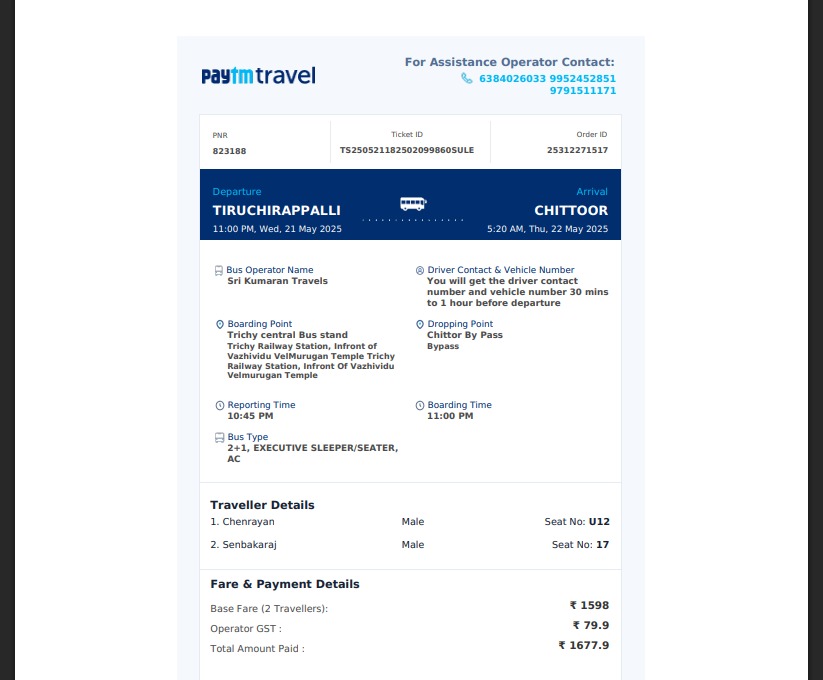 paytm travel
For Assistance Operator Contact:
6384026033 9952452851
9791511171
PNR
Ticket ID
Order ID
823188
TS250521182502099860SULE
25312271517
Departure
Arrival
TIRUCHIRAPPALLI
CHITTOOR
11:00 PM, Wed, 21 May 2025
5:20 AM, Thu, 22 May 2025
Bus Operator Name
Sri Kumaran Travels
Driver Contact & Vehicle Number
You will get the driver contact
number and vehicle number 30 mins
to 1 hour before departure
Boarding Point
Trichy central Bus stand
Trichy Railway Station, Infront of
Vazhividu VelMurugan Temple Trichy
Railway Station, Infront Of Vazhividu
Velmurugan Temple
Dropping Point
Chittor By Pass
Bypass
Reporting Time
10:45 PM
Boarding Time
11:00 PM
Bus Type
2+1, EXECUTIVE SLEEPER/SEATER,
AC
Traveller Details
1. Chenrayan Male Seat No: U12
2. Senbakaraj Male Seat No: 17
Fare & Payment Details
Base Fare (2 Travellers): ₹ 1598
Operator GST : ₹ 79.9
Total Amount Paid : ₹ 1677.9